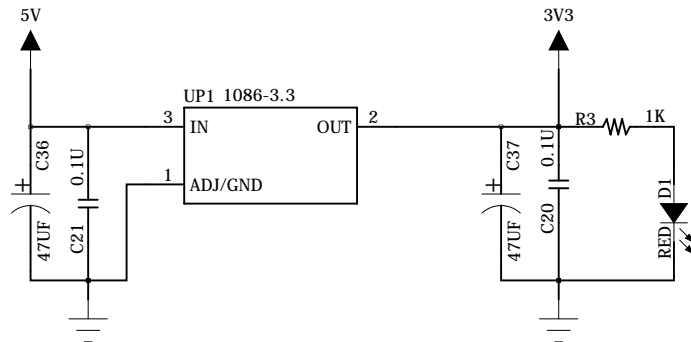 5V
3V3
UP1 1086-3.3
3
IN
OUT
2
1
ADJ/GND
C36
47UF
0.1U
C21
C37
47UF
0.1U
C20
R3
1K
D1
RED
+
+